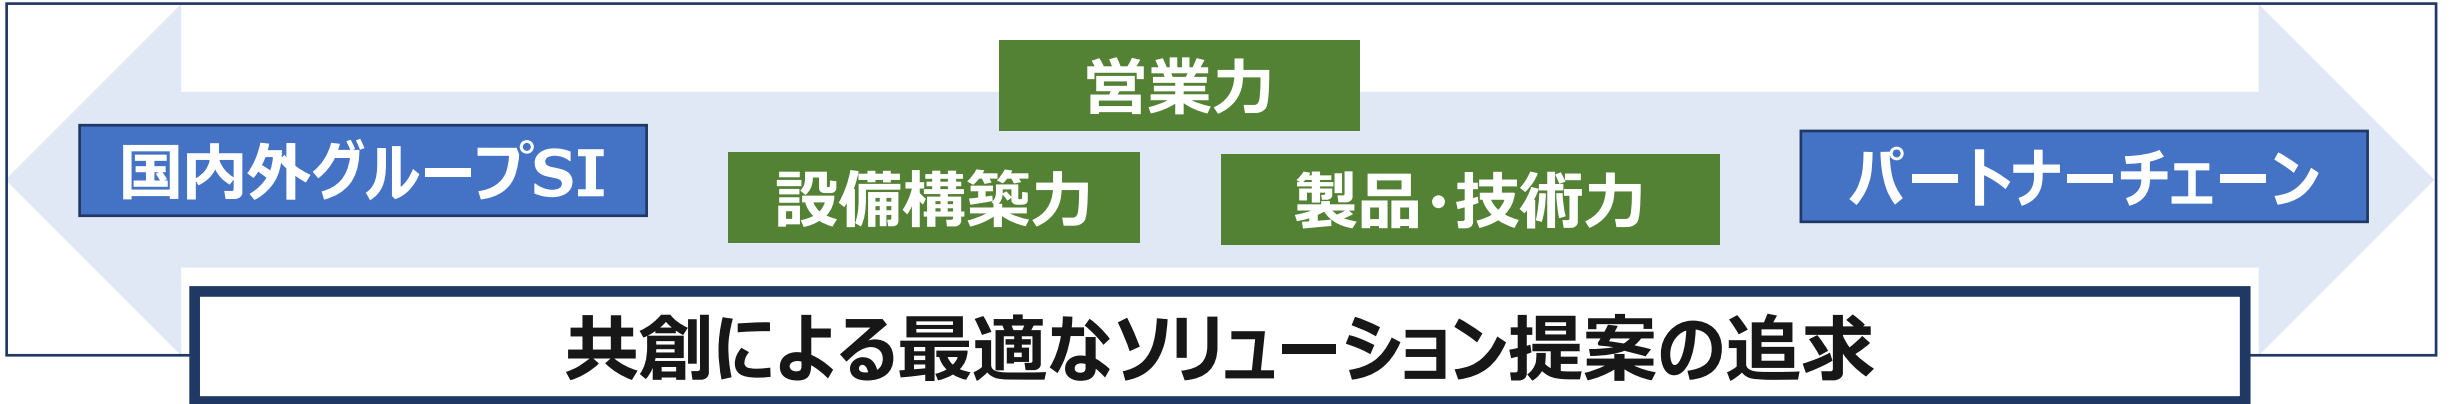 営業力
国内外グループSI
設備構築力
製品・技術力
パートナーチェーン
共創による最適なソリューション提案の追求